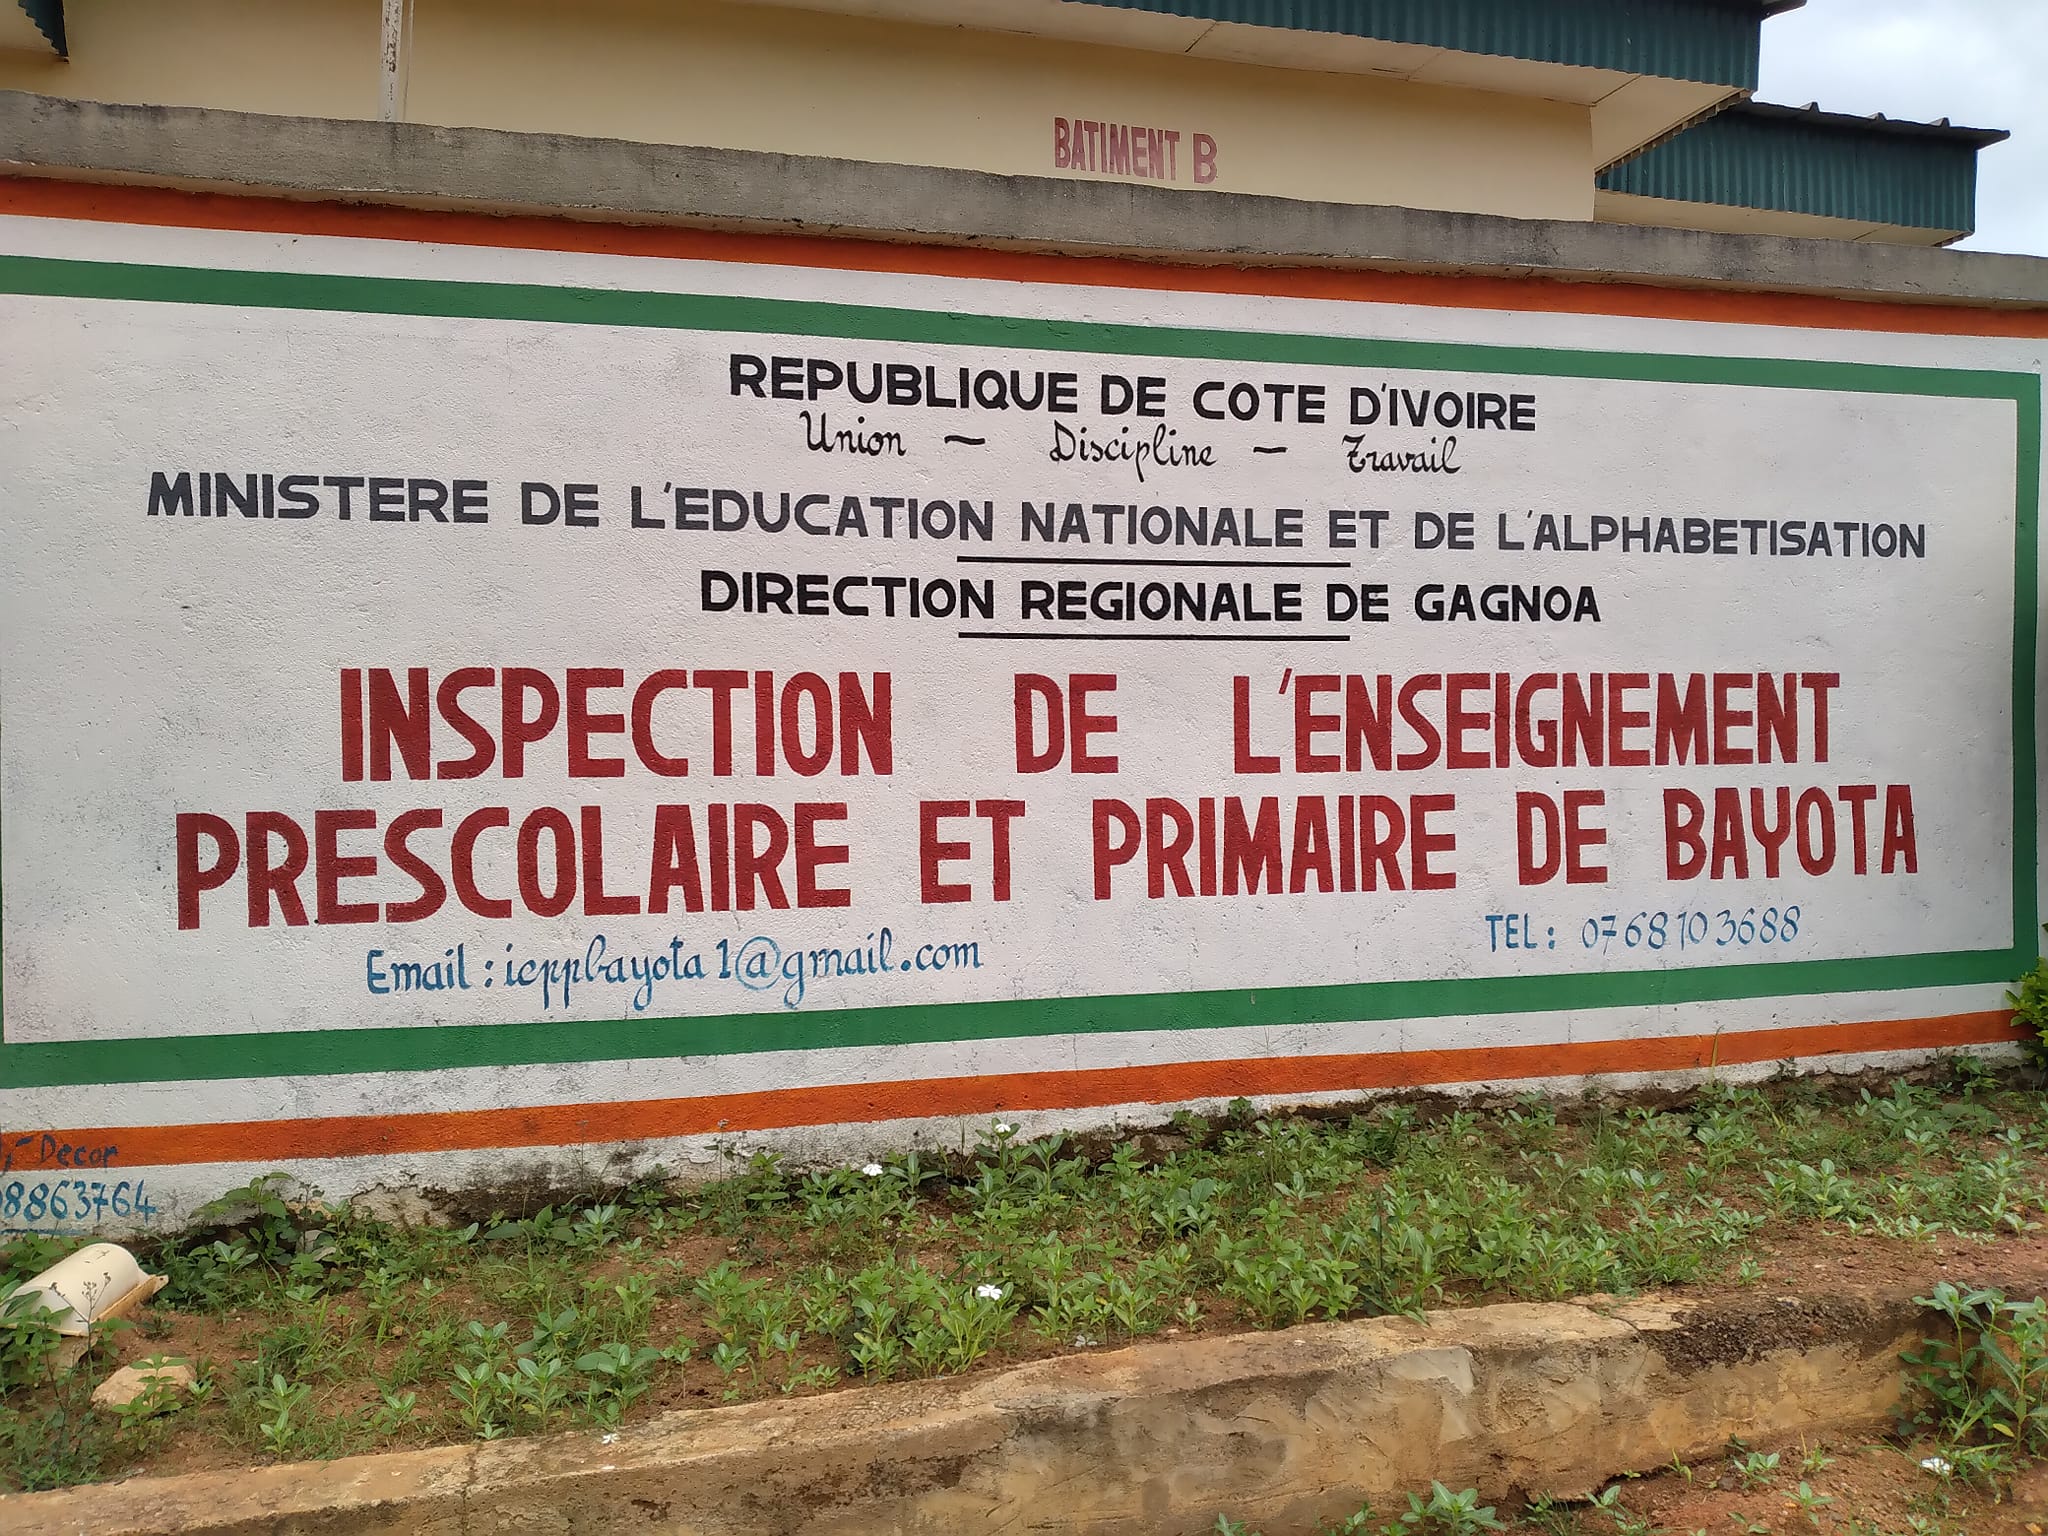 BATIMENT B
REPUBLIQUE DE COTE D'IVOIRE
Union - Discipline - Travail
MINISTERE DE L'EDUCATION NATIONALE ET DE L'ALPHABETISATION
DIRECTION REGIONALE DE GAGNOA
INSPECTION DE L'ENSEIGNEMENT
PRESCOLAIRE ET PRIMAIRE DE BAYOTA
Email : ieppbayota1@gmail.com
TEL : 0768103688
Decor
08863764